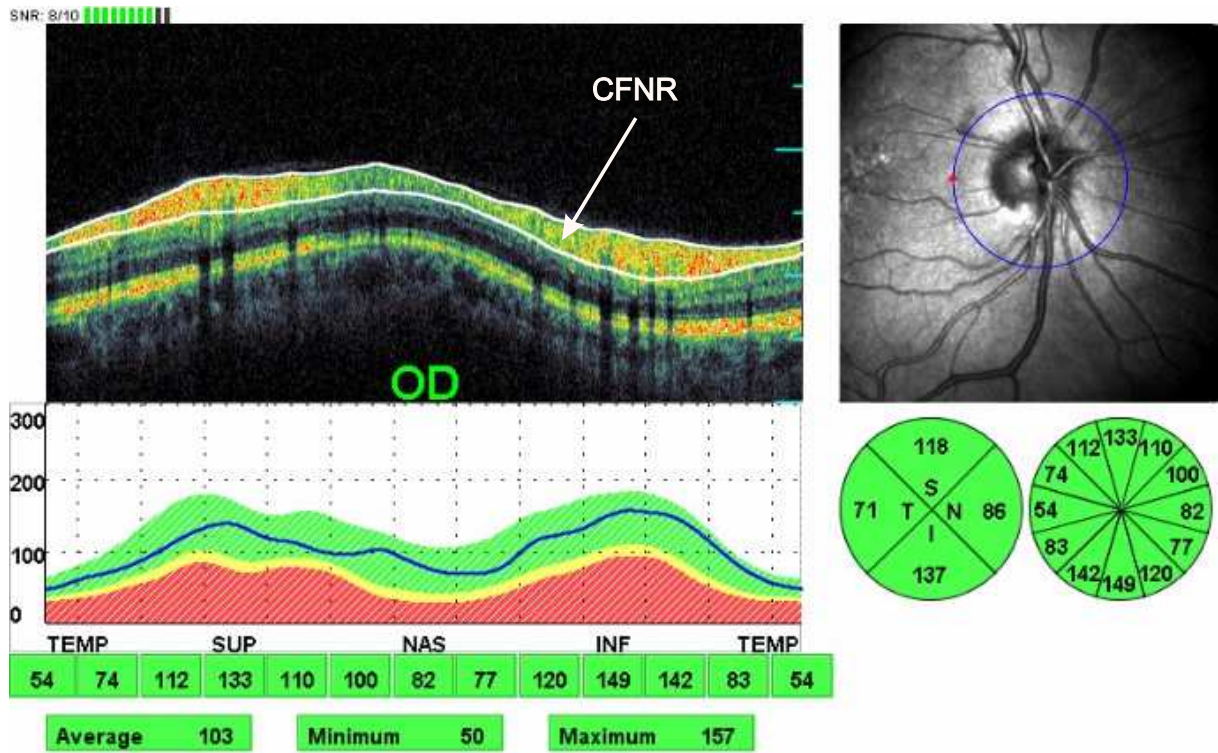 SNR: 8/10
CFNR
OD
300
200
100
0
TEMP SUP NAS INF TEMP
54 74 112 133 110 100 82 77 120 149 142 83 54
Average 103 Minimum 50 Maximum 157
118
S
71 T N 86
I
137
133
112 110
74 100
54 82
83 77
142 120
149